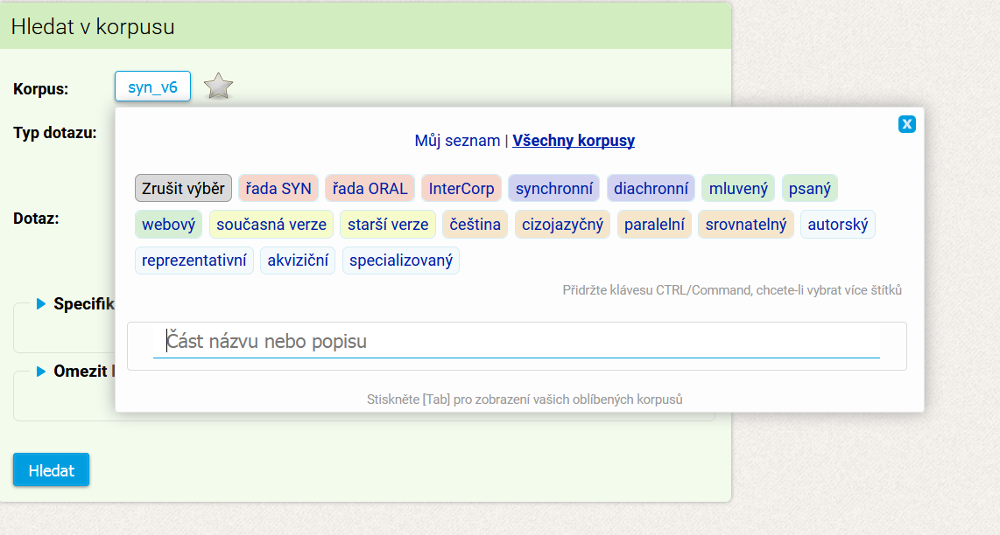 Hledat v korpusu
Korpus: syn_v6
Typ dotazu:
x
Můj seznam | Všechny korpusy
Zrušit výběr řada SYN řada ORAL InterCorp synchronní diachronní mluvený psaný
Dotaz:
webový současná verze starší verze čeština cizojazyčný paralelní srovnatelný autorský
reprezentativní akviziční specializovaný
Přidržte klávesu CTRL/Command, chcete-li vybrat více štítků
Specifik
Část názvu nebo popisu
Omezit
Stiskněte [Tab] pro zobrazení vašich oblíbených korpusů
Hledat